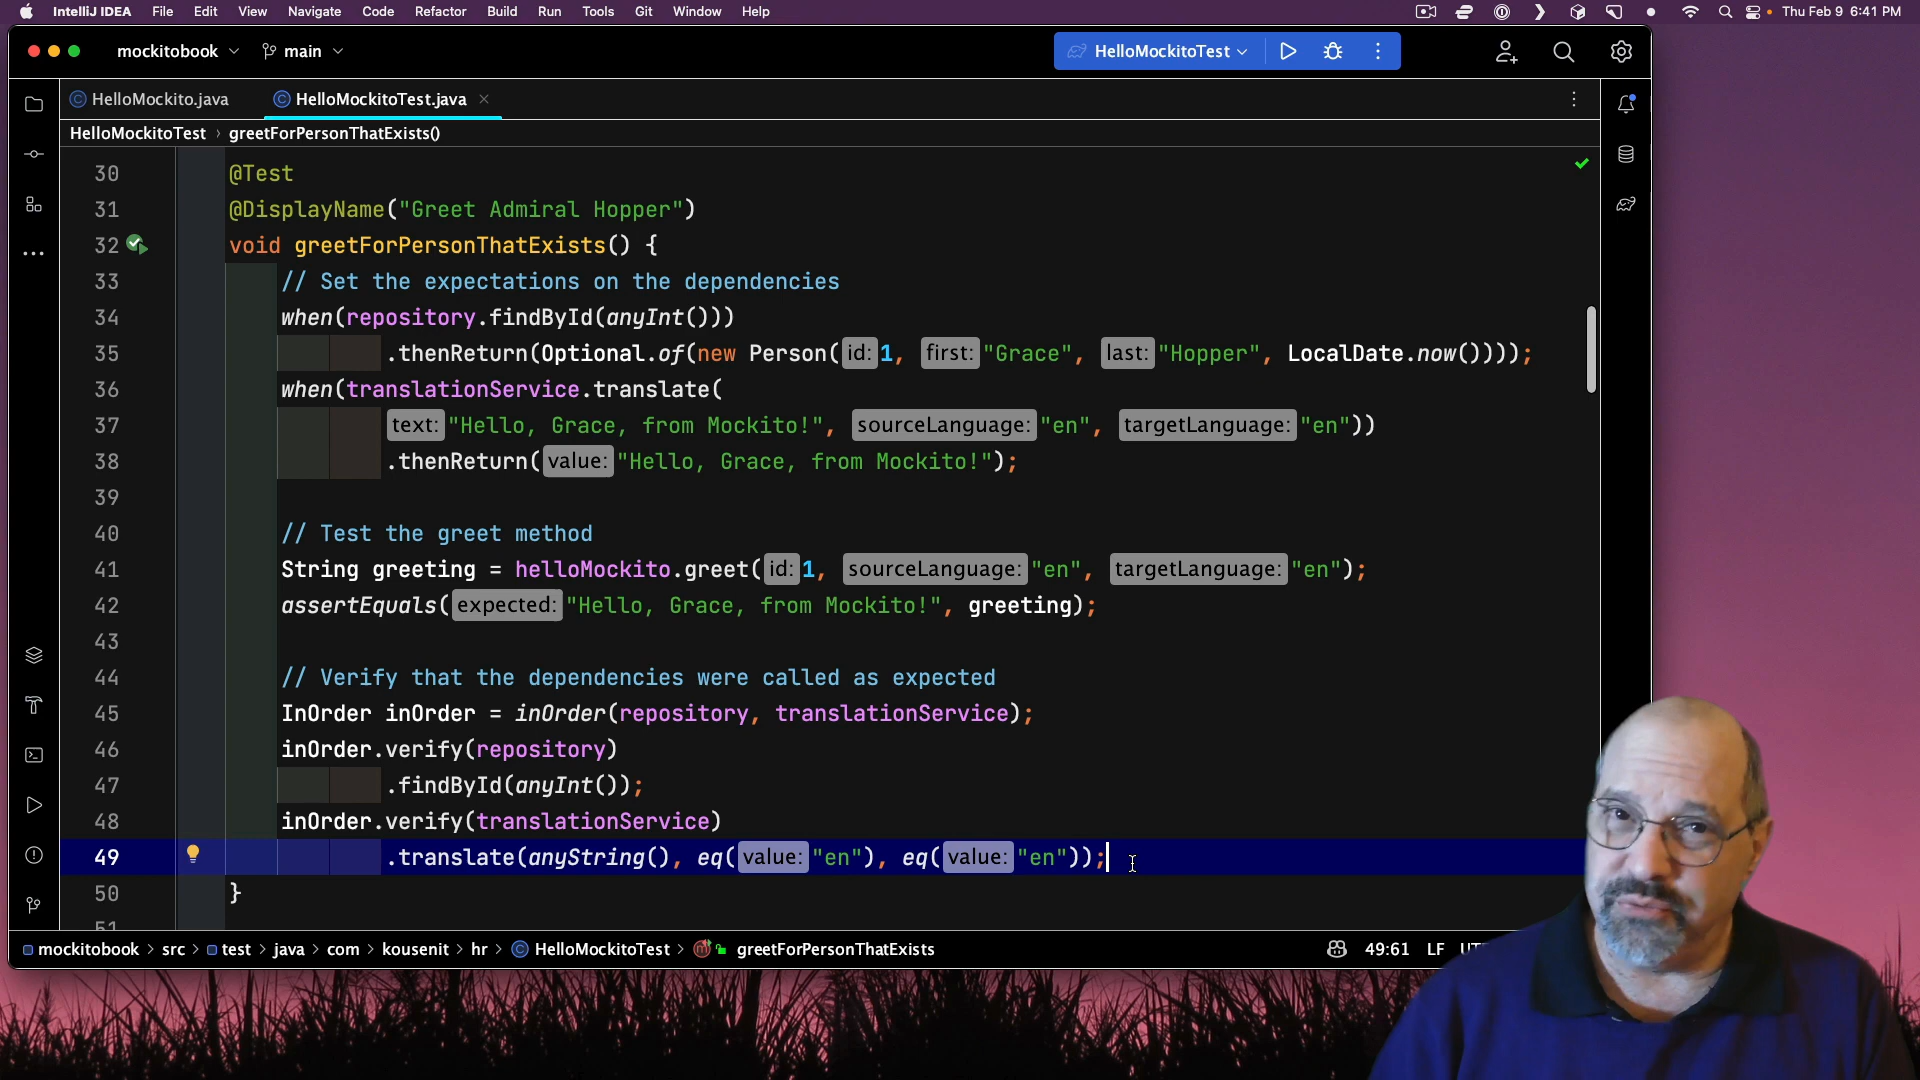 IntelliJ IDEA File Edit View Navigate Code Refactor Build Run Tools Git Window Help Thu Feb 9 6:41 PM
mockitobook main HelloMockitoTest
HelloMockito.java HelloMockitoTest.java
HelloMockitoTest › greetForPersonThatExists()
30 @Test
31 @DisplayName("Greet Admiral Hopper")
32 void greetForPersonThatExists() {
33 // Set the expectations on the dependencies
34 when(repository.findById(anyInt()))
35 .thenReturn(Optional.of(new Person( id: 1, first: "Grace", last: "Hopper", LocalDate.now())));
36 when(translationService.translate(
37 text: "Hello, Grace, from Mockito!", sourceLanguage: "en", targetLanguage: "en"))
38 .thenReturn( value: "Hello, Grace, from Mockito!");
39
40 // Test the greet method
41 String greeting = helloMockito.greet( id: 1, sourceLanguage: "en", targetLanguage: "en");
42 assertEquals( expected: "Hello, Grace, from Mockito!", greeting);
43
44 // Verify that the dependencies were called as expected
45 InOrder inOrder = inOrder(repository, translationService);
46 inOrder.verify(repository)
47 .findById(anyInt());
48 inOrder.verify(translationService)
49 .translate(anyString(), eq( value: "en"), eq( value: "en"));
50 }
51
mockitobook › src › test › java › com › kousenit › hr › HelloMockitoTest › greetForPersonThatExists 49:61 LF